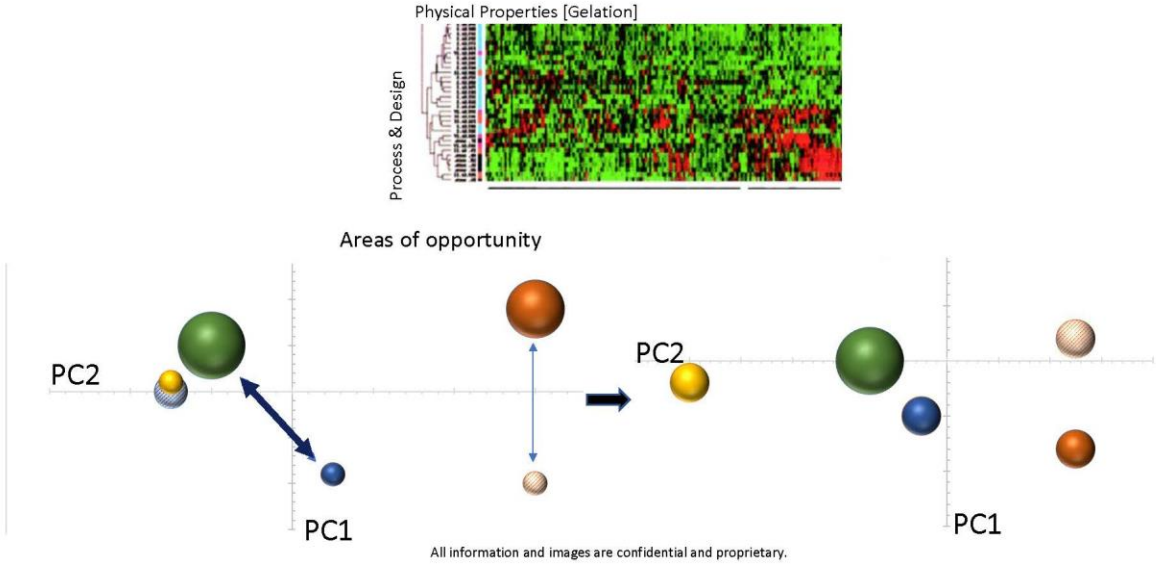 Physical Properties [Gelation]
Process & Design
Areas of opportunity
PC2
PC1
PC2
PC1
All information and images are confidential and proprietary.